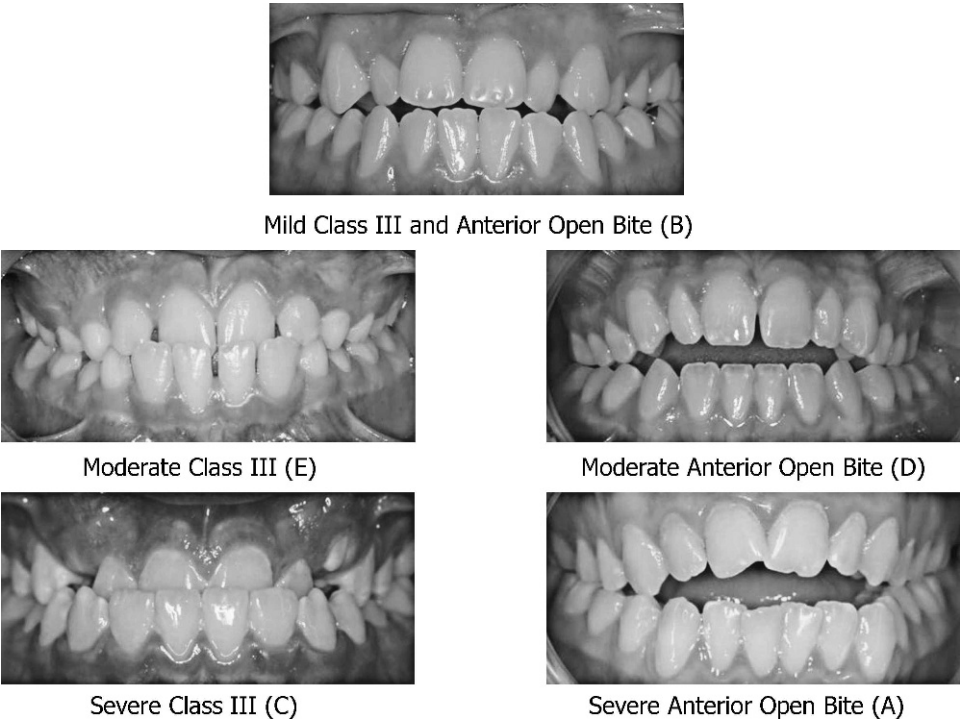 Mild Class III and Anterior Open Bite (B)
Moderate Class III (E)
Moderate Anterior Open Bite (D)
Severe Class III (C)
Severe Anterior Open Bite (A)